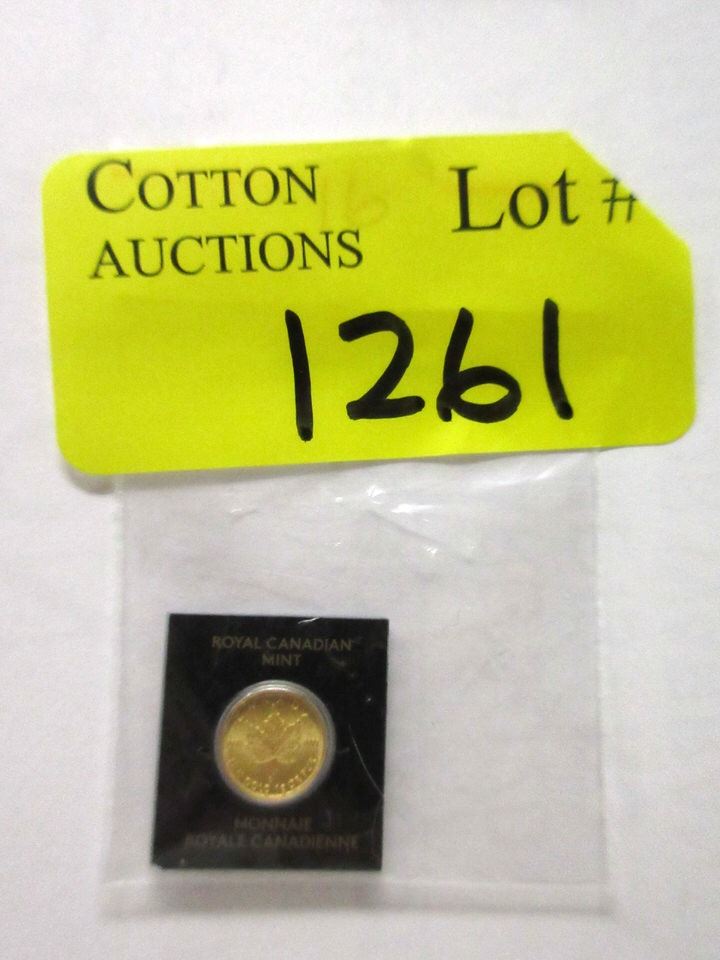 COTTON
AUCTIONS
Lot #
1261
ROYAL CANADIAN
MINT
MONNAIE
ROYALE CANADIENNE